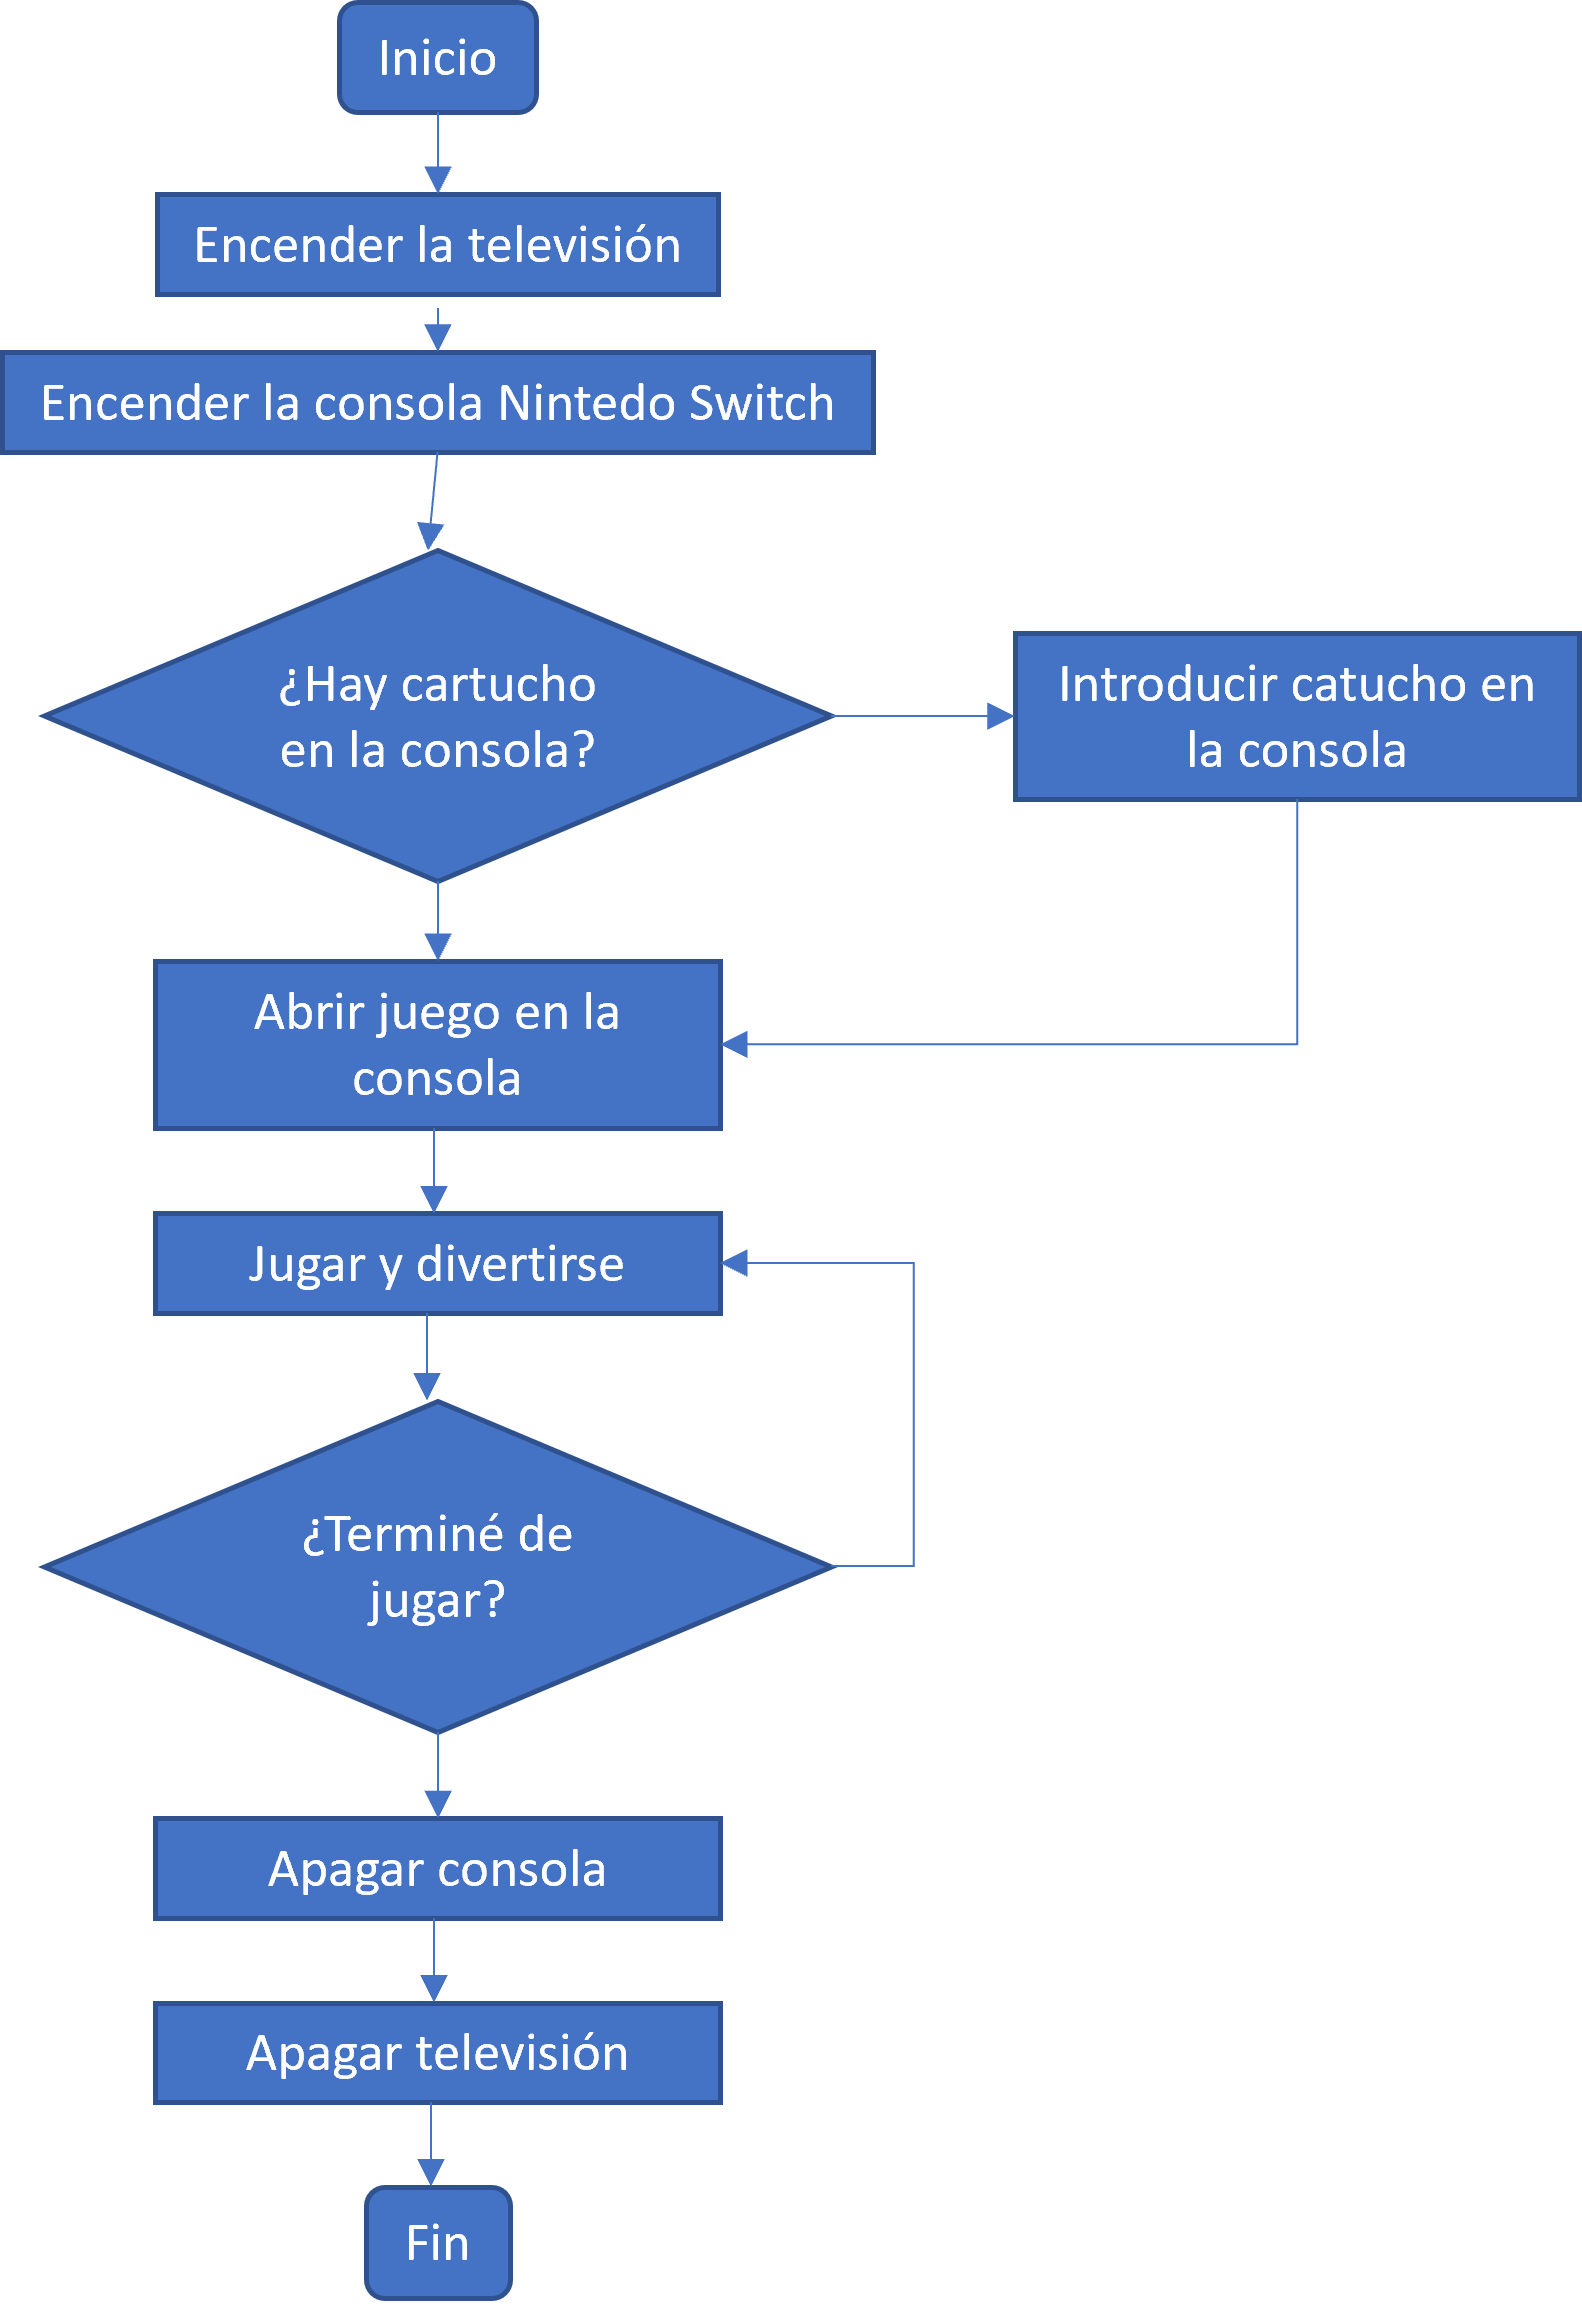 Inicio
Encender la televisión
Encender la consola Nintedo Switch
¿Hay cartucho
en la consola?
Introducir catucho en
la consola
Abrir juego en la
consola
Jugar y divertirse
¿Terminé de
jugar?
Apagar consola
Apagar televisión
Fin